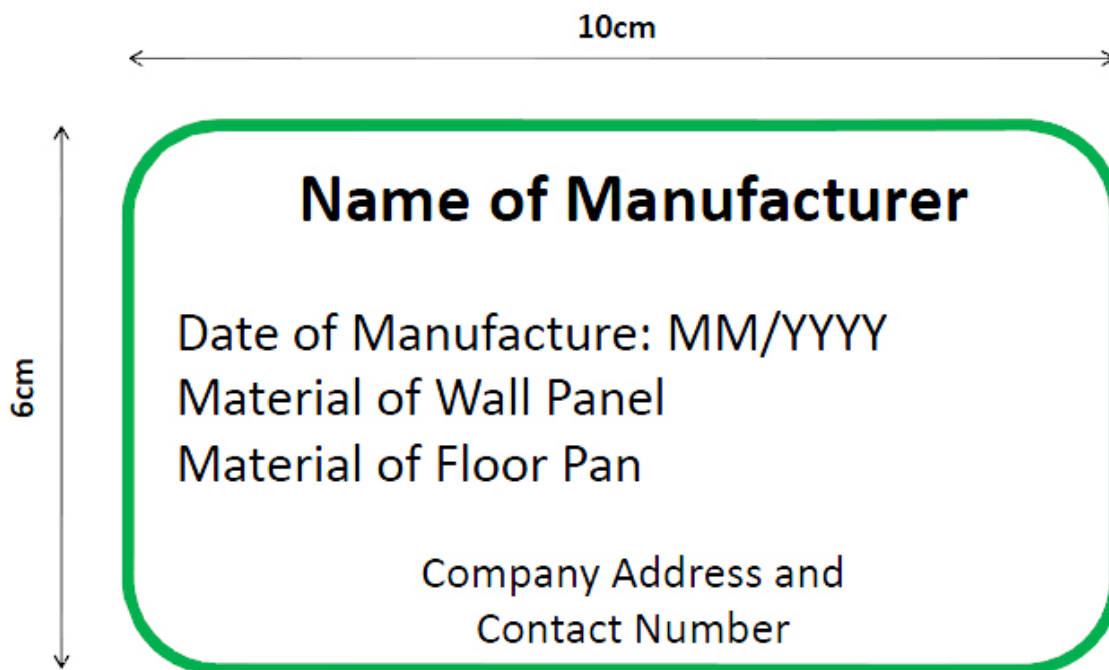 10cm
6cm
Name of Manufacturer
Date of Manufacture: MM/YYYY
Material of Wall Panel
Material of Floor Pan
Company Address and
Contact Number